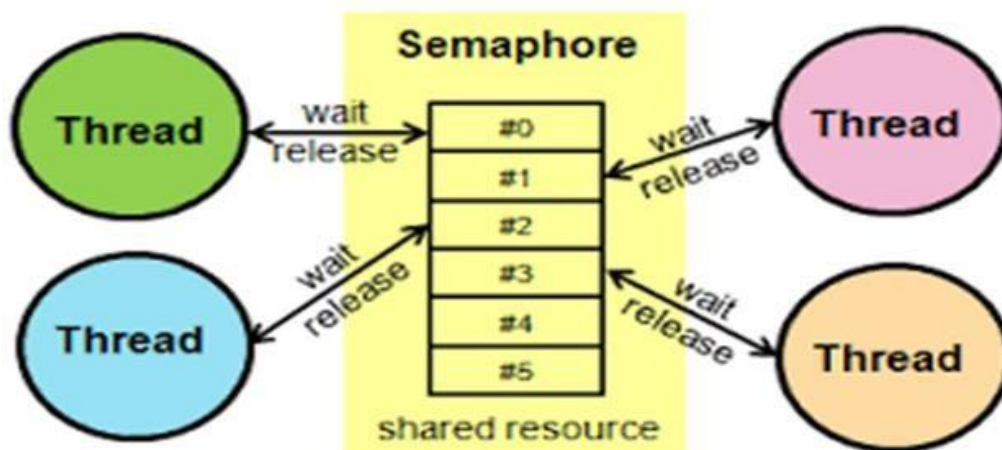 Semaphore
Thread
wait
release
#0
#1
#2
#3
#4
#5
wait
release
Thread
Thread
wait
release
wait
release
Thread
shared resource